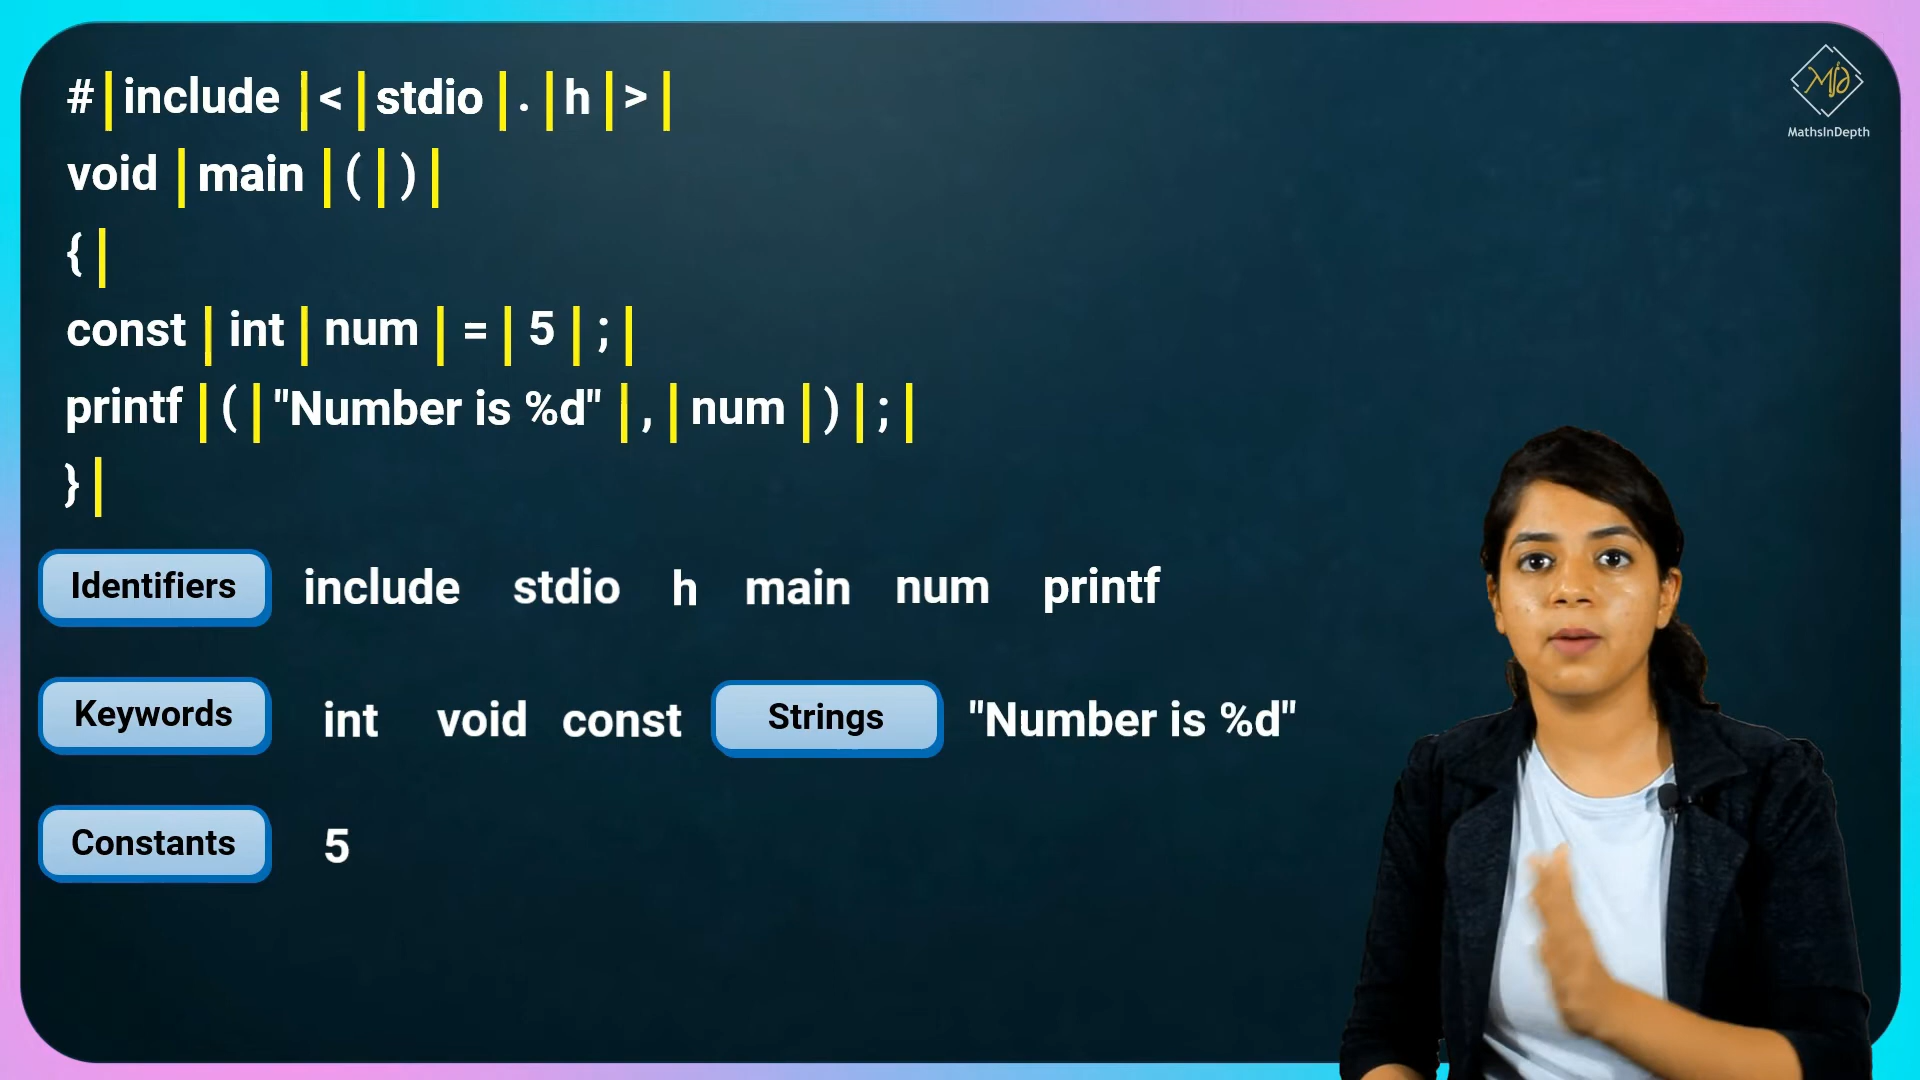 #|include|<|stdio|.|h|>|
MathsInDepth
void|main|(|)|
{|
const|int|num|=|5|;|
printf|(|"Number is %d"|,|num|)|;|
}|
Identifiers include stdio h main num printf
Keywords int void const Strings "Number is %d"
Constants 5